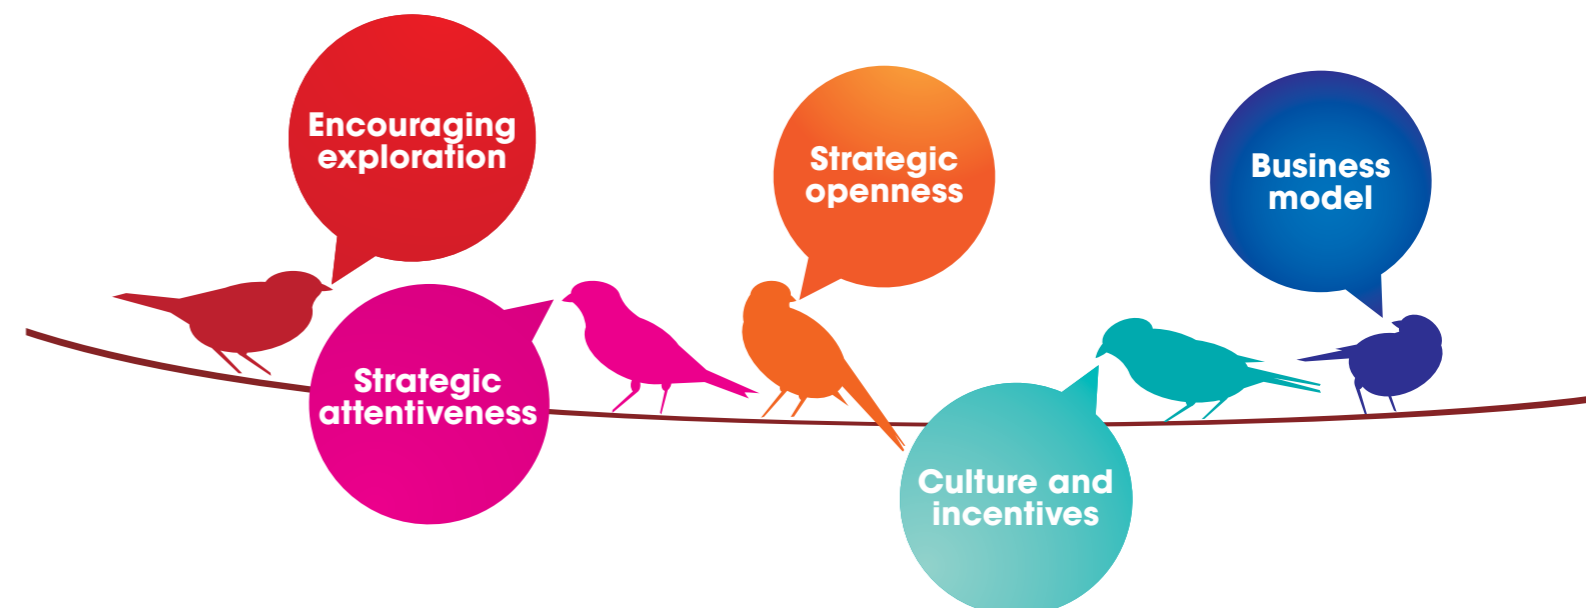 Encouraging
exploration
Strategic
attentiveness
Strategic
openness
Culture and
incentives
Business
model